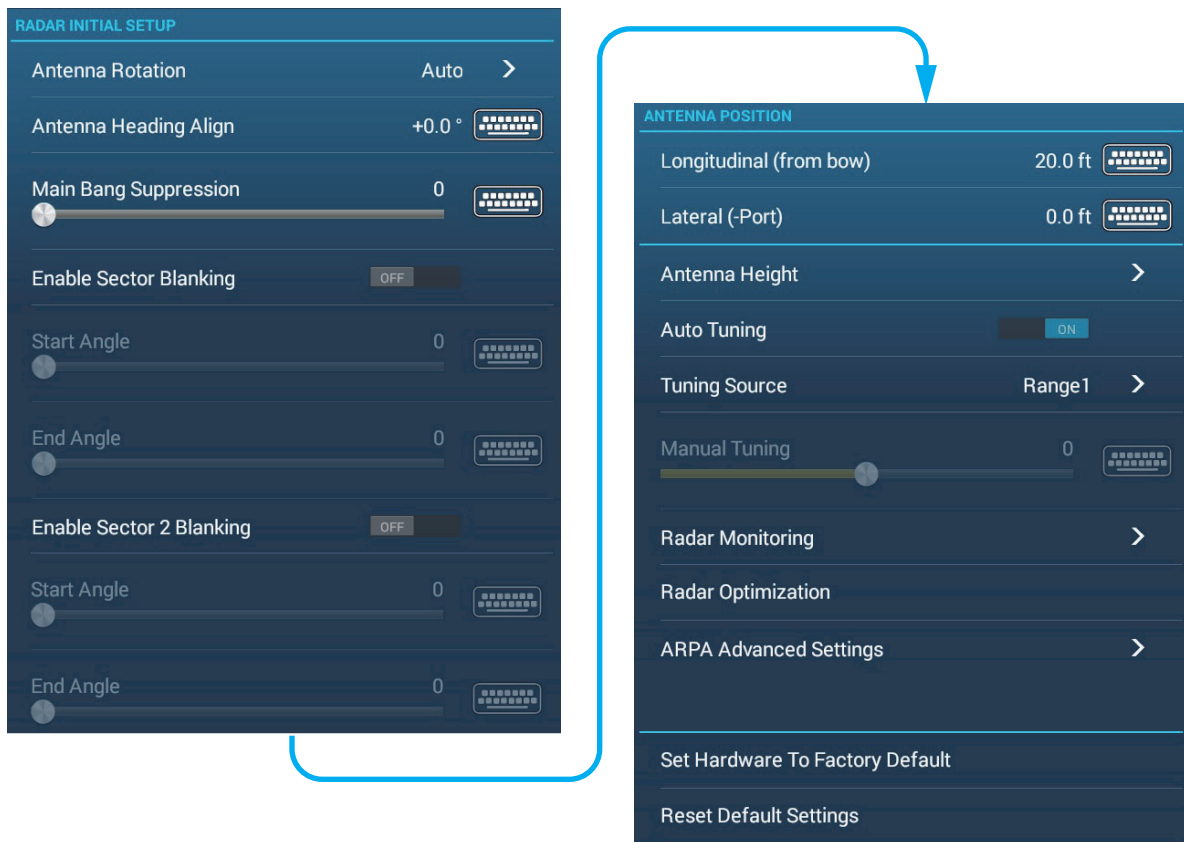 RADAR INITIAL SETUP
Antenna Rotation Auto
Antenna Heading Align +0.0 °
Main Bang Suppression 0
Enable Sector Blanking OFF
Start Angle 0
End Angle 0
Enable Sector 2 Blanking OFF
Start Angle 0
End Angle 0
ANTENNA POSITION
Longitudinal (from bow) 20.0 ft
Lateral (-Port) 0.0 ft
Antenna Height
Auto Tuning ON
Tuning Source Range1
Manual Tuning 0
Radar Monitoring
Radar Optimization
ARPA Advanced Settings
Set Hardware To Factory Default
Reset Default Settings